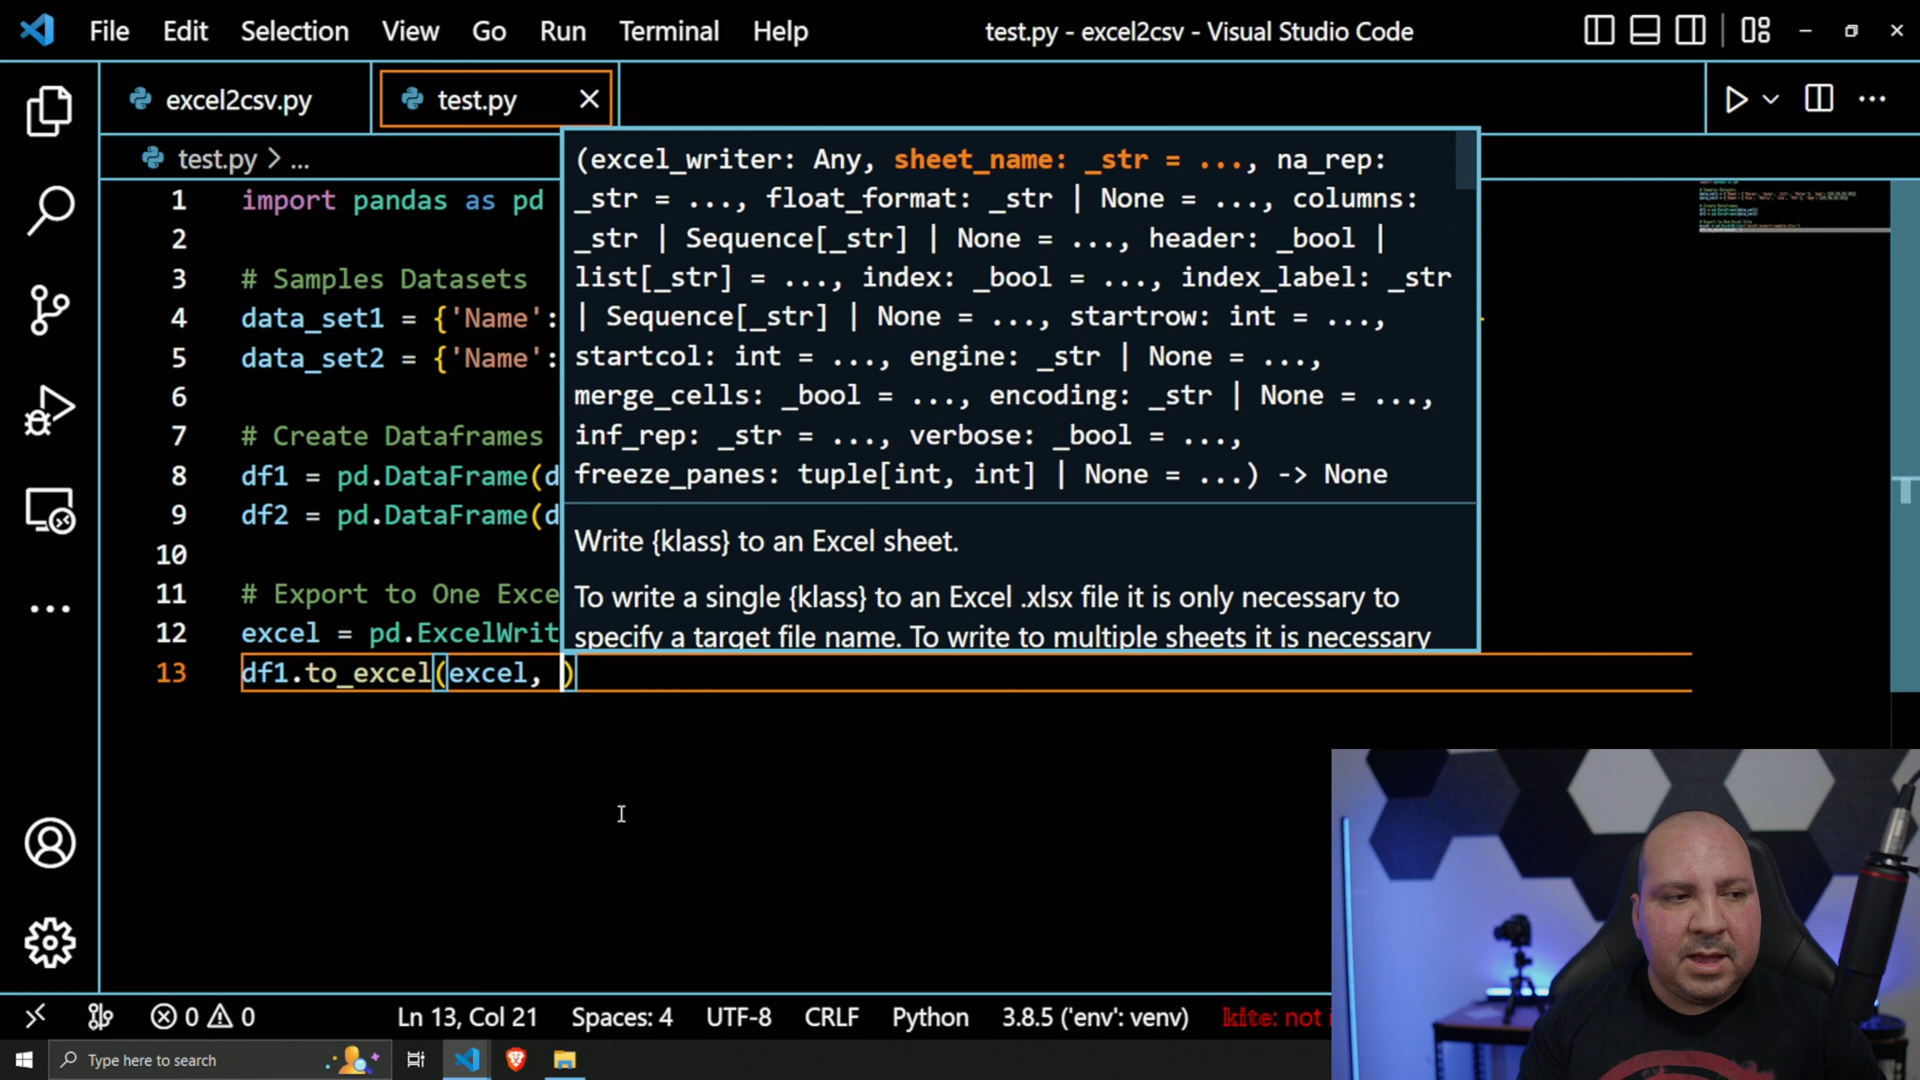 File Edit Selection View Go Run Terminal Help
test.py - excel2csv - Visual Studio Code
excel2csv.py
test.py
test.py > ...
1 import pandas as pd
2
3 # Samples Datasets
4 data_set1 = {'Name':
5 data_set2 = {'Name':
6
7 # Create Dataframes
8 df1 = pd.DataFrame(d
9 df2 = pd.DataFrame(d
10
11 # Export to One Exce
12 excel = pd.ExcelWrit
13 df1.to_excel(excel, )
(excel_writer: Any, sheet_name: _str = ..., na_rep:
_str = ..., float_format: _str | None = ..., columns:
_str | Sequence[_str] | None = ..., header: _bool |
list[_str] = ..., index: _bool = ..., index_label: _str
| Sequence[_str] | None = ..., startrow: int = ...,
startcol: int = ..., engine: _str | None = ...,
merge_cells: _bool = ..., encoding: _str | None = ...,
inf_rep: _str = ..., verbose: _bool = ...,
freeze_panes: tuple[int, int] | None = ...) -> None
Write {klass} to an Excel sheet.
To write a single {klass} to an Excel .xlsx file it is only necessary to
specify a target file name. To write to multiple sheets it is necessary
0 0 Ln 13, Col 21 Spaces: 4 UTF-8 CRLF Python 3.8.5 ('env': venv) kite: not
Type here to search